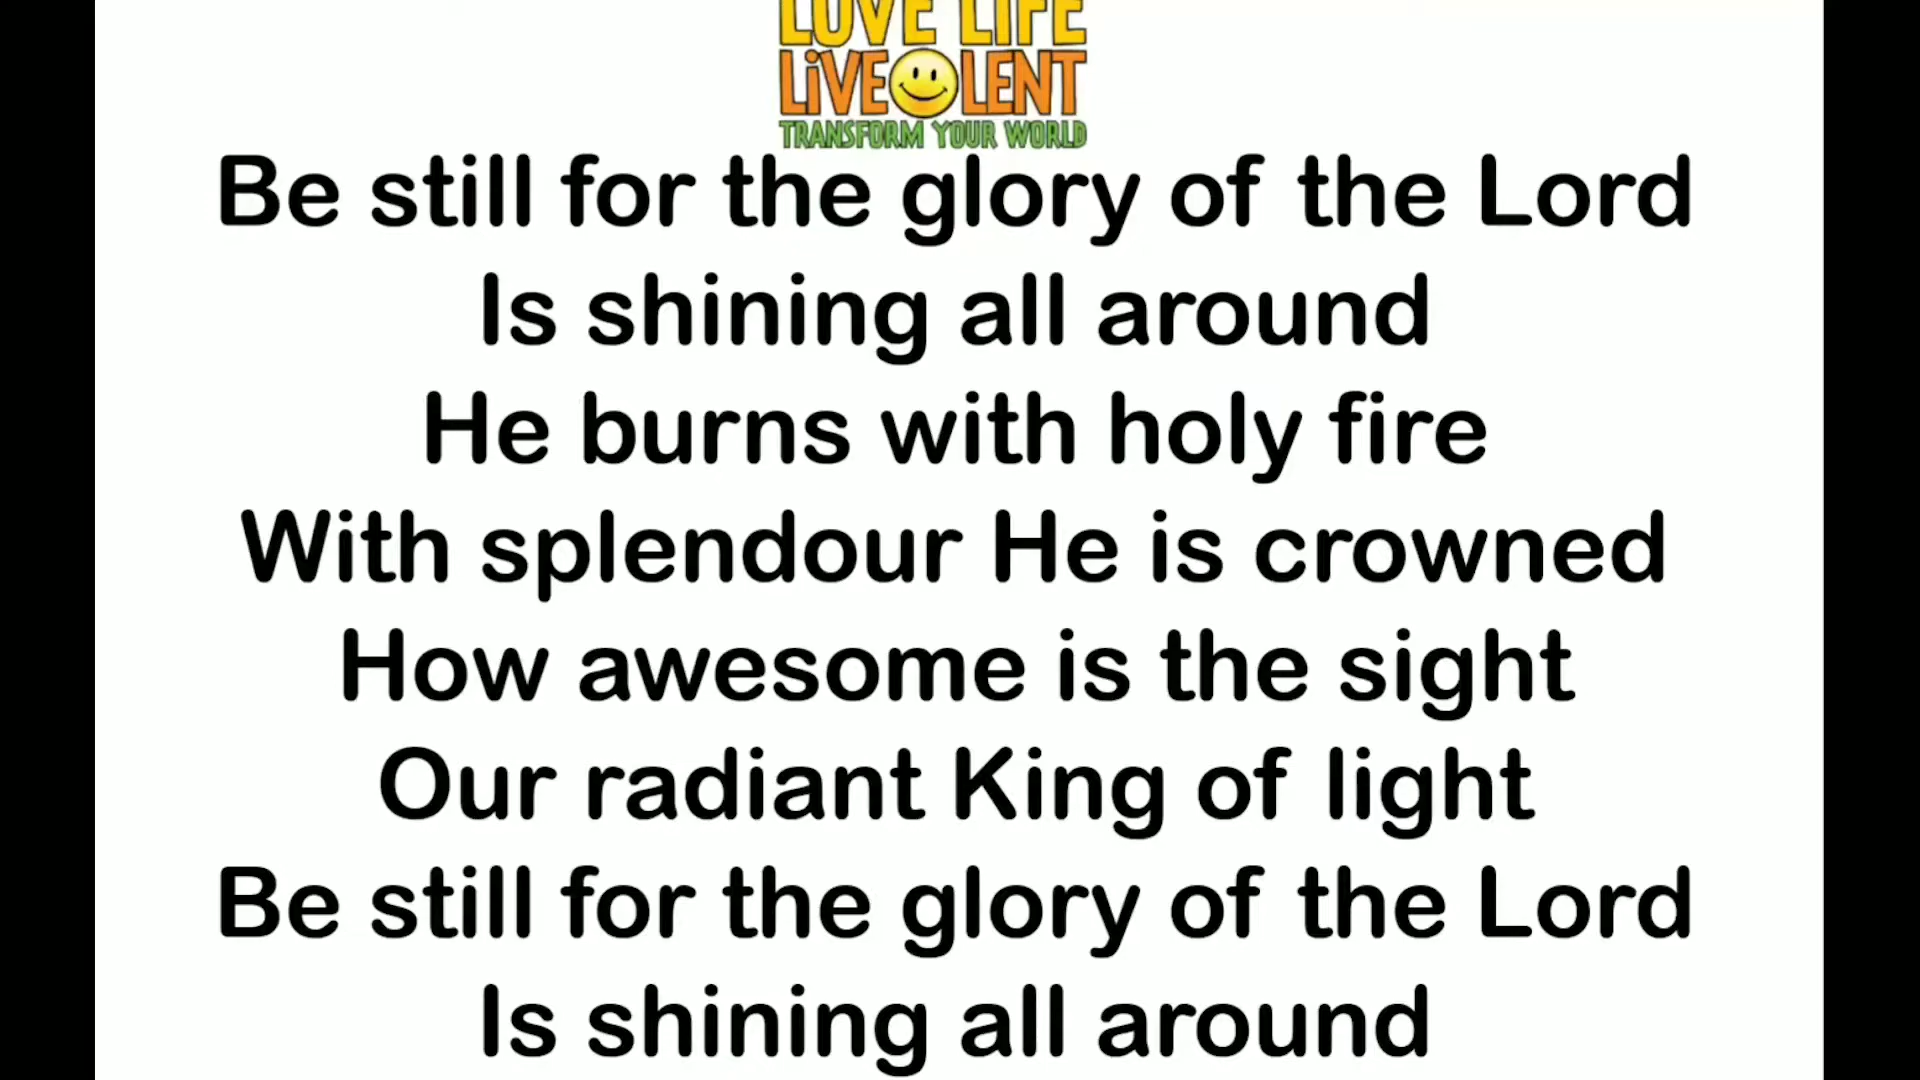 LOVE LIFE
LiVE LENT
TRANSFORM YOUR WORLD
Be still for the glory of the Lord
Is shining all around
He burns with holy fire
With splendour He is crowned
How awesome is the sight
Our radiant King of light
Be still for the glory of the Lord
Is shining all around